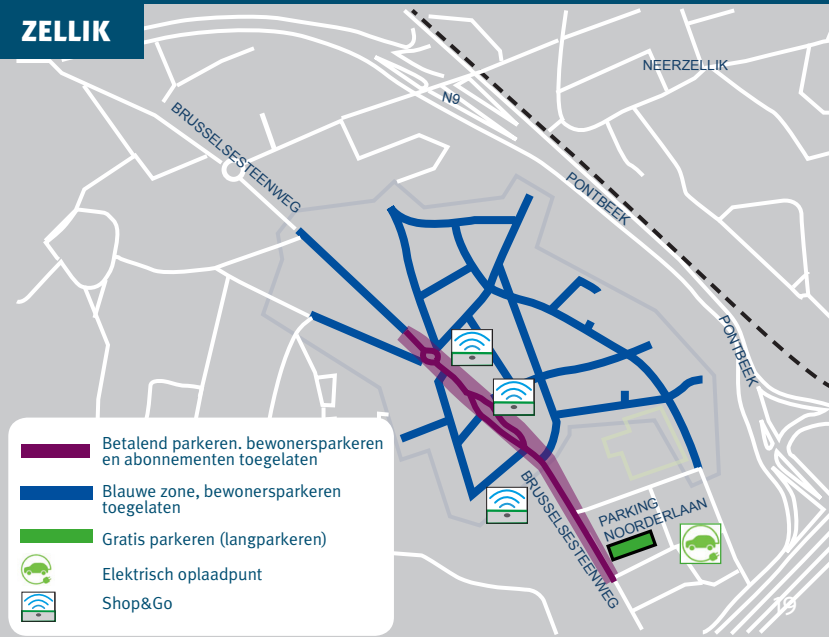 ZELLIK
NEERZELLIK
N9
BRUSSELSESTEENWEG
PONTBEEK
PONTBEEK
BRUSSELSESTEENWEG
PARKING
NOORDERLAAN
Betalend parkeren. bewonersparkeren
en abonnementen toegelaten
Blauwe zone, bewonersparkeren
toegelaten
Gratis parkeren (langparkeren)
Elektrisch oplaadpunt
Shop&Go
19